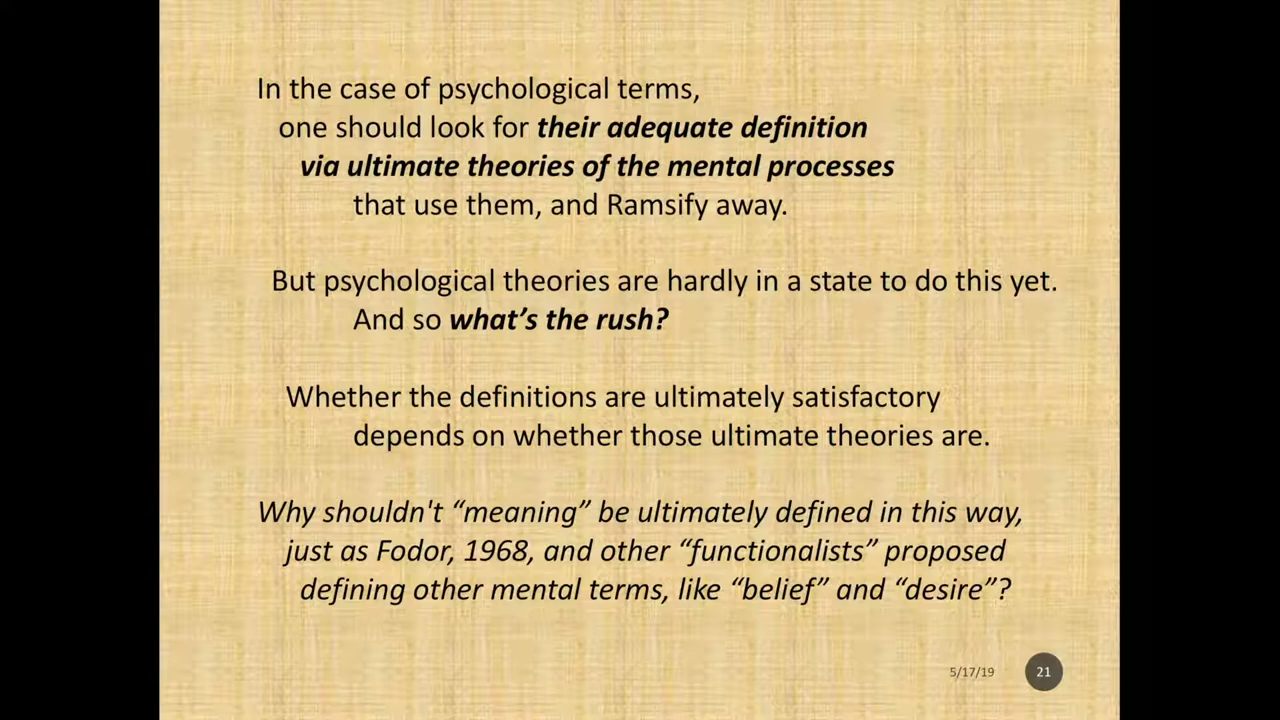 In the case of psychological terms,
one should look for their adequate definition
via ultimate theories of the mental processes
that use them, and Ramsify away.
But psychological theories are hardly in a state to do this yet.
And so what’s the rush?
Whether the definitions are ultimately satisfactory
depends on whether those ultimate theories are.
Why shouldn't “meaning” be ultimately defined in this way,
just as Fodor, 1968, and other “functionalists” proposed
defining other mental terms, like “belief” and “desire”?
5/17/19
21